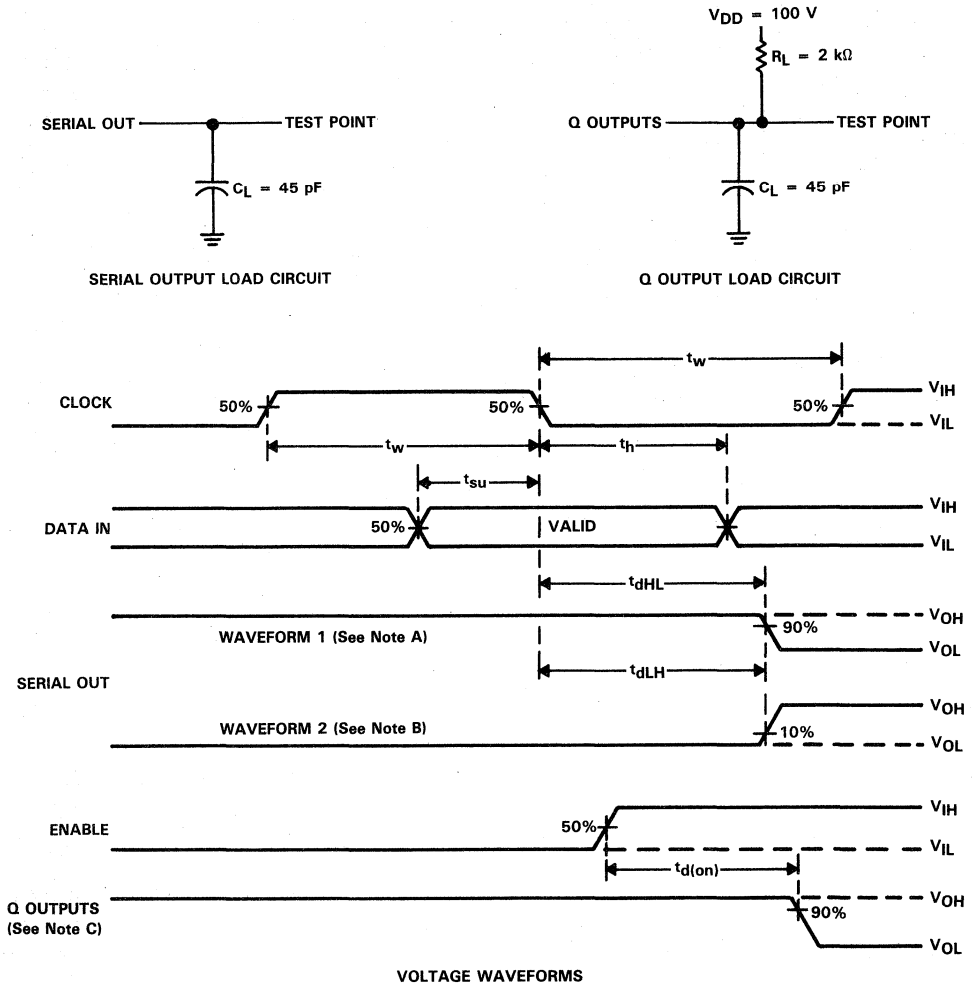 VDD = 100 V
RL = 2 kΩ
SERIAL OUT TEST POINT
CL = 45 pF
SERIAL OUTPUT LOAD CIRCUIT
Q OUTPUTS TEST POINT
CL = 45 pF
Q OUTPUT LOAD CIRCUIT
tw
CLOCK 50% 50% 50% VIH
VIL
tw th
tsu
DATA IN 50% VALID VIH
VIL
tdHL
SERIAL OUT
WAVEFORM 1 (See Note A) 90% VOH
VOL
tdLH
WAVEFORM 2 (See Note B) 10% VOH
VOL
ENABLE 50% VIH
VIL
td(on)
Q OUTPUTS
(See Note C)
90% VOH
VOL
VOLTAGE WAVEFORMS